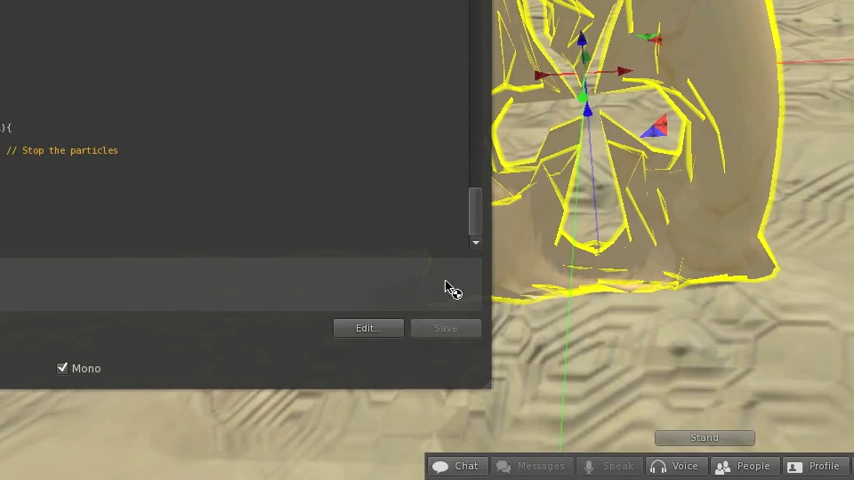 ){
// Stop the particles
Edit...
Save
Mono
Stand
Chat
Messages
Speak
Voice
People
Profile